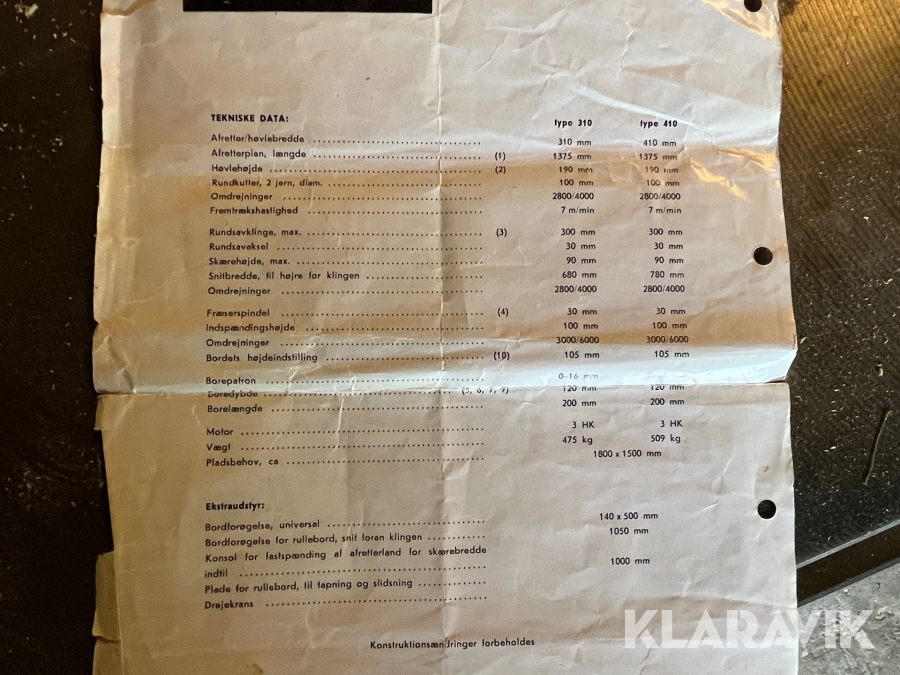 TEKNISKE DATA: type 310 type 410
Afretter/høvlebredde 310 mm 410 mm
Afretterplan, længde (1) 1375 mm 1375 mm
Høvlehøjde (2) 190 mm 190 mm
Rundkutter, 2 jern, diam. 100 mm 100 mm
Omdrejninger 2800/4000 2800/4000
Fremtrækshastighed 7 m/min 7 m/min
Rundsavklinge, max. (3) 300 mm 300 mm
Rundsavaksel 30 mm 30 mm
Skærehøjde, max. 90 mm 90 mm
Snitbredde, til højre for klingen 680 mm 780 mm
Omdrejninger 2800/4000 2800/4000
Fræserspindel (4) 30 mm 30 mm
Indspændingshøjde 100 mm 100 mm
Omdrejninger 3000/6000 3000/6000
Bordets højdeindstilling (10) 105 mm 105 mm
Borepatron 0-16 mm
Boredybde 120 mm 120 mm
Borelængde 200 mm 200 mm
Motor 3 HK 3 HK
Vægt 475 kg 509 kg
Pladsbehov, ca 1800 x 1500 mm
Ekstraudstyr:
Bordforøgelse, universal 140 x 500 mm
Bordforøgelse for rullebord, snit foran klingen 1050 mm
Konsol for fastspænding af afretterland for skærebredde
indtil 1000 mm
Plade for rullebord, til tapning og slidsning
Drejekrans
Konstruktionsændringer forbeholdes
KLARAVIK